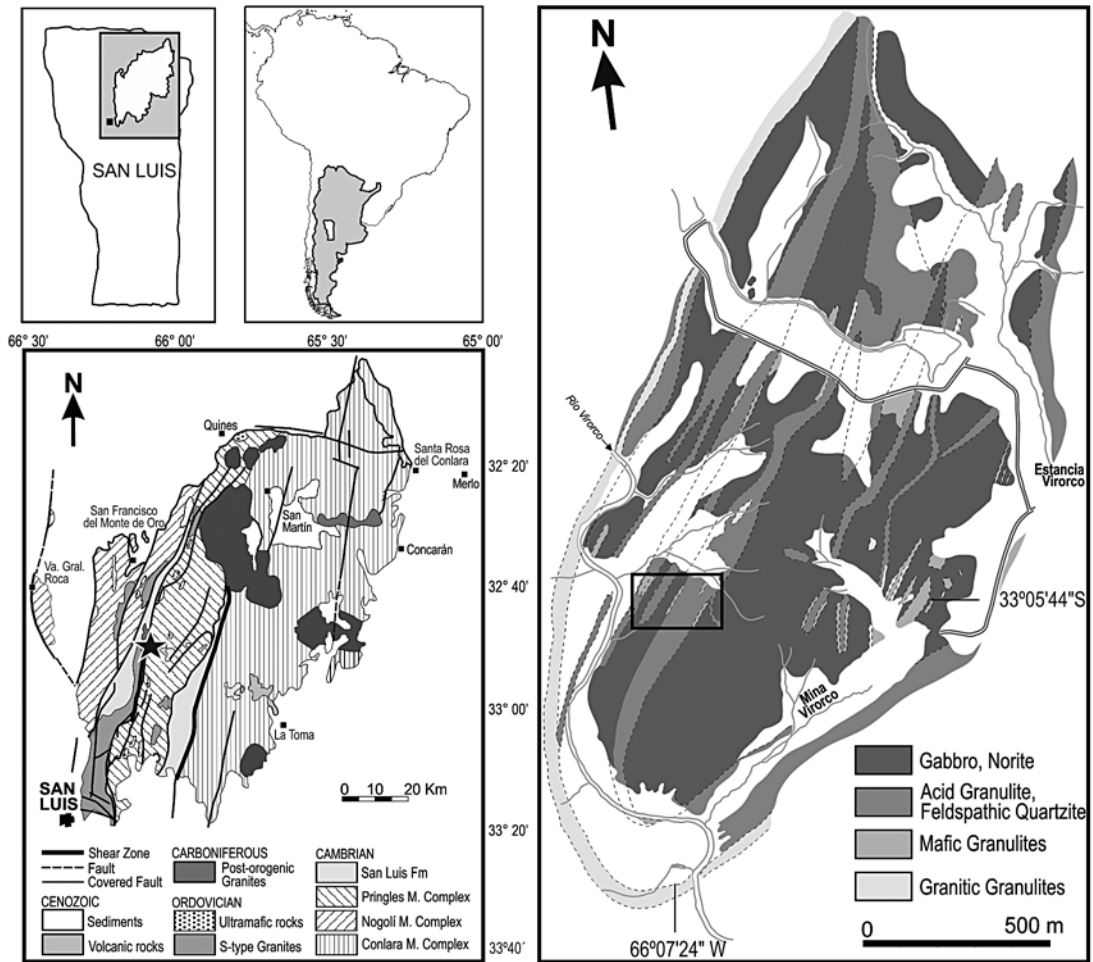 SAN LUIS
66° 30'
66° 00'
65° 30'
65° 00'
N
Quines
Santa Rosa
del Conlara
Merlo
San Francisco
del Monte de Oro
San
Martín
Concarán
Va. Gral.
Roca
La Toma
SAN
LUIS
0 10 20 Km
32° 20'
32° 40'
33° 00'
33° 20'
33° 40'
Shear Zone
Fault
Covered Fault
CENOZOIC
Sediments
Volcanic rocks
CARBONIFEROUS
Post-orogenic
Granites
ORDOVICIAN
Ultramafic rocks
S-type Granites
CAMBRIAN
San Luis Fm
Pringles M. Complex
Nogolí M. Complex
Conlara M. Complex
N
Río Virorco
Estancia
Virorco
33°05'44"S
Mina
Virorco
66°07'24" W
Gabbro, Norite
Acid Granulite,
Feldspathic Quartzite
Mafic Granulites
Granitic Granulites
0 500 m